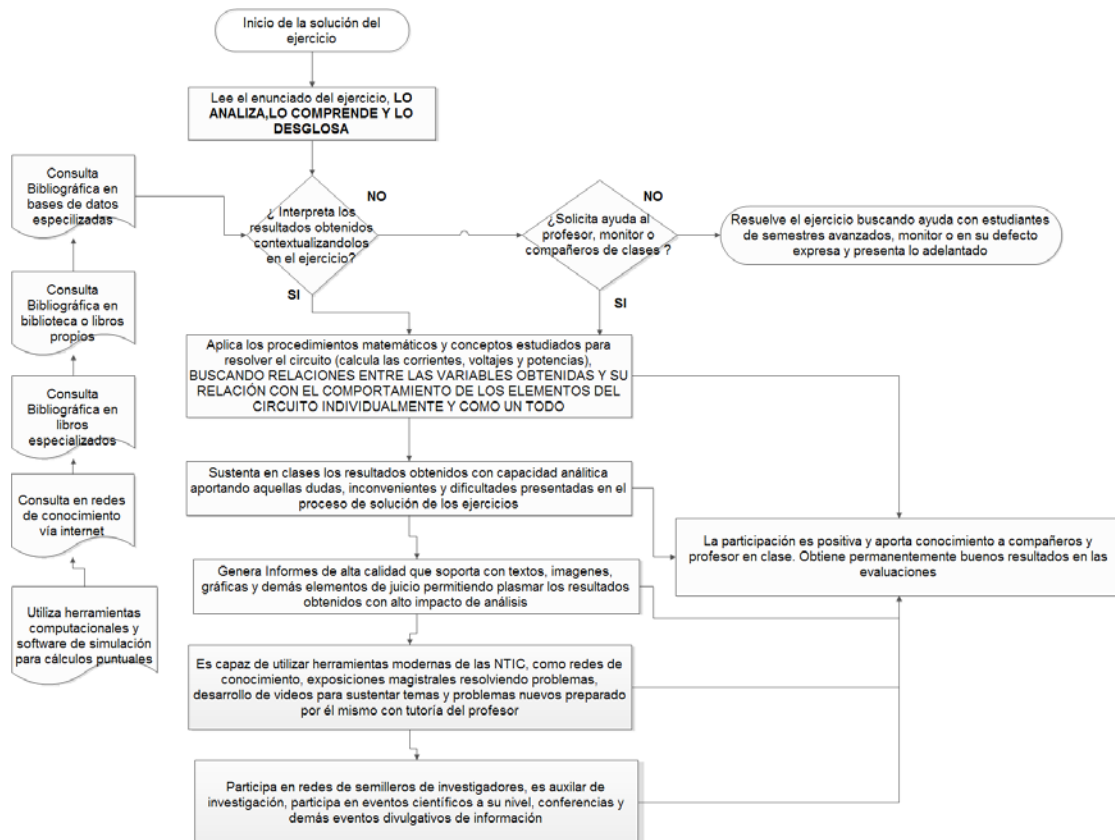 Inicio de la solución del
ejercicio
Lee el enunciado del ejercicio, LO
ANALIZA,LO COMPRENDE Y LO
DESGLOSA
Consulta
Bibliográfica en
bases de datos
especilizadas
¿ Interpreta los
resultados obtenidos
contextualizandolos
en el ejercicio?
NO
¿Solicita ayuda al
profesor, monitor o
compañeros de clases ?
NO
Resuelve el ejercicio buscando ayuda con estudiantes
de semestres avanzados, monitor o en su defecto
expresa y presenta lo adelantado
SI
SI
Consulta
Bibliográfica en
biblioteca o libros
propios
Aplica los procedimientos matemáticos y conceptos estudiados para
resolver el circuito (calcula las corrientes, voltajes y potencias),
BUSCANDO RELACIONES ENTRE LAS VARIABLES OBTENIDAS Y SU
RELACIÓN CON EL COMPORTAMIENTO DE LOS ELEMENTOS DEL
CIRCUITO INDIVIDUALMENTE Y COMO UN TODO
Consulta
Bibliográfica en
libros
especializados
Sustenta en clases los resultados obtenidos con capacidad análitica
aportando aquellas dudas, inconvenientes y dificultades presentadas en el
proceso de solución de los ejercicios
Consulta en redes
de conocimiento
vía internet
La participación es positiva y aporta conocimiento a compañeros y
profesor en clase. Obtiene permanentemente buenos resultados en las
evaluaciones
Genera Informes de alta calidad que soporta con textos, imagenes,
gráficas y demás elementos de juicio permitiendo plasmar los resultados
obtenidos con alto impacto de análisis
Utiliza herramientas
computacionales y
software de simulación
para cálculos puntuales
Es capaz de utilizar herramientas modernas de las NTIC, como redes de
conocimiento, exposiciones magistrales resolviendo problemas,
desarrollo de videos para sustentar temas y problemas nuevos preparado
por él mismo con tutoría del profesor
Participa en redes de semilleros de investigadores, es auxilar de
investigación, participa en eventos científicos a su nivel, conferencias y
demás eventos divulgativos de información